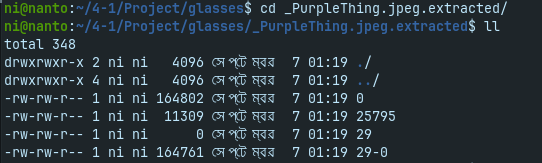 ni@nanto:~/4-1/Project/glasses$ cd _PurpleThing.jpeg.extracted/
ni@nanto:~/4-1/Project/glasses/_PurpleThing.jpeg.extracted$ ll
total 348
drwxrwxr-x 2 ni ni   4096 সেপ্টেম্বর  7 01:19 ./
drwxrwxr-x 4 ni ni   4096 সেপ্টেম্বর  7 01:19 ../
-rw-rw-r-- 1 ni ni 164802 সেপ্টেম্বর  7 01:19 0
-rw-rw-r-- 1 ni ni  11309 সেপ্টেম্বর  7 01:19 25795
-rw-rw-r-- 1 ni ni      0 সেপ্টেম্বর  7 01:19 29
-rw-rw-r-- 1 ni ni 164761 সেপ্টেম্বর  7 01:19 29-0